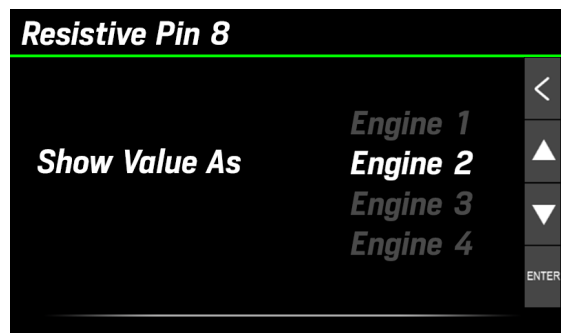 Resistive Pin 8
Engine 1
Show Value As
Engine 2
Engine 3
Engine 4
ENTER